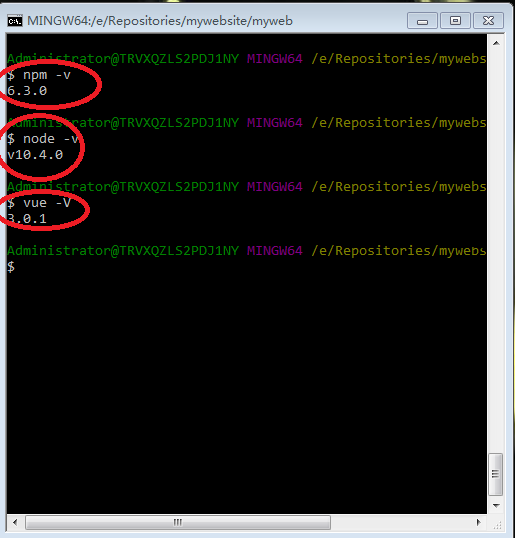 MINGW64:/e/Repositories/mywebsite/myweb
Administrator@TRVXQZLS2PDJ1NY MINGW64 /e/Repositories/mywebs
$ npm -v
6.3.0
Administrator@TRVXQZLS2PDJ1NY MINGW64 /e/Repositories/mywebs
$ node -v
v10.4.0
Administrator@TRVXQZLS2PDJ1NY MINGW64 /e/Repositories/mywebs
$ vue -V
3.0.1
Administrator@TRVXQZLS2PDJ1NY MINGW64 /e/Repositories/mywebs
$